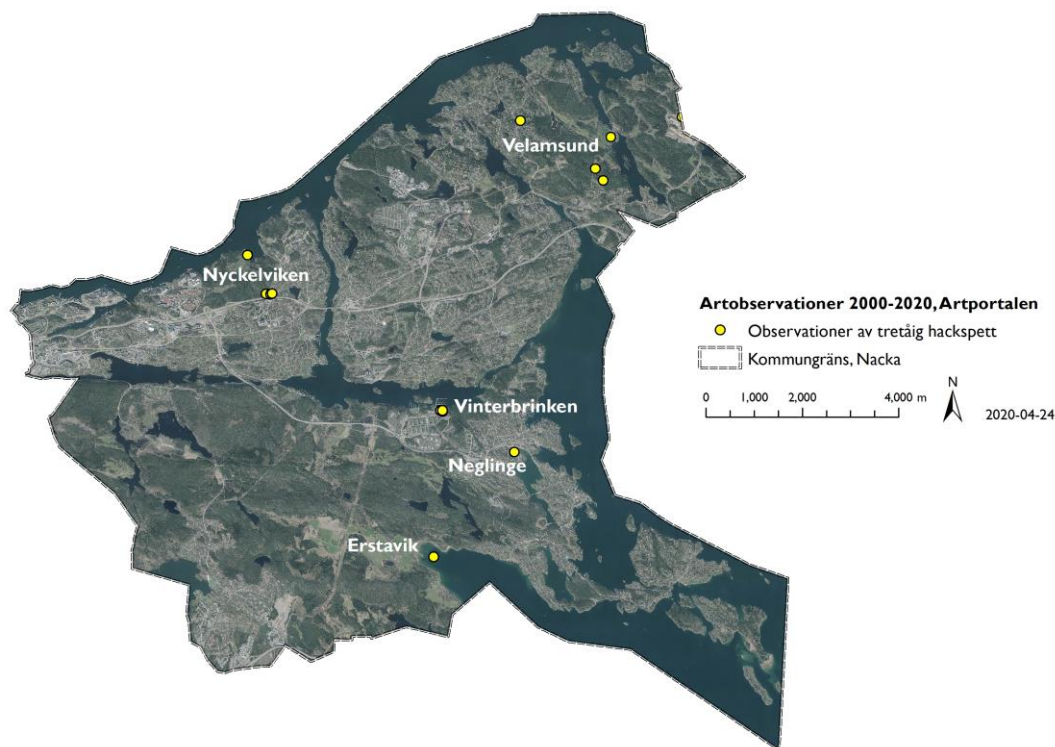 Velamsund
Nyckelviken
Vinterbrinken
Neglinge
Erstavik
Artobservationer 2000-2020, Artportalen
Observationer av tretåig hackspett
Kommungräns, Nacka
0 1,000 2,000 4,000 m
N
2020-04-24